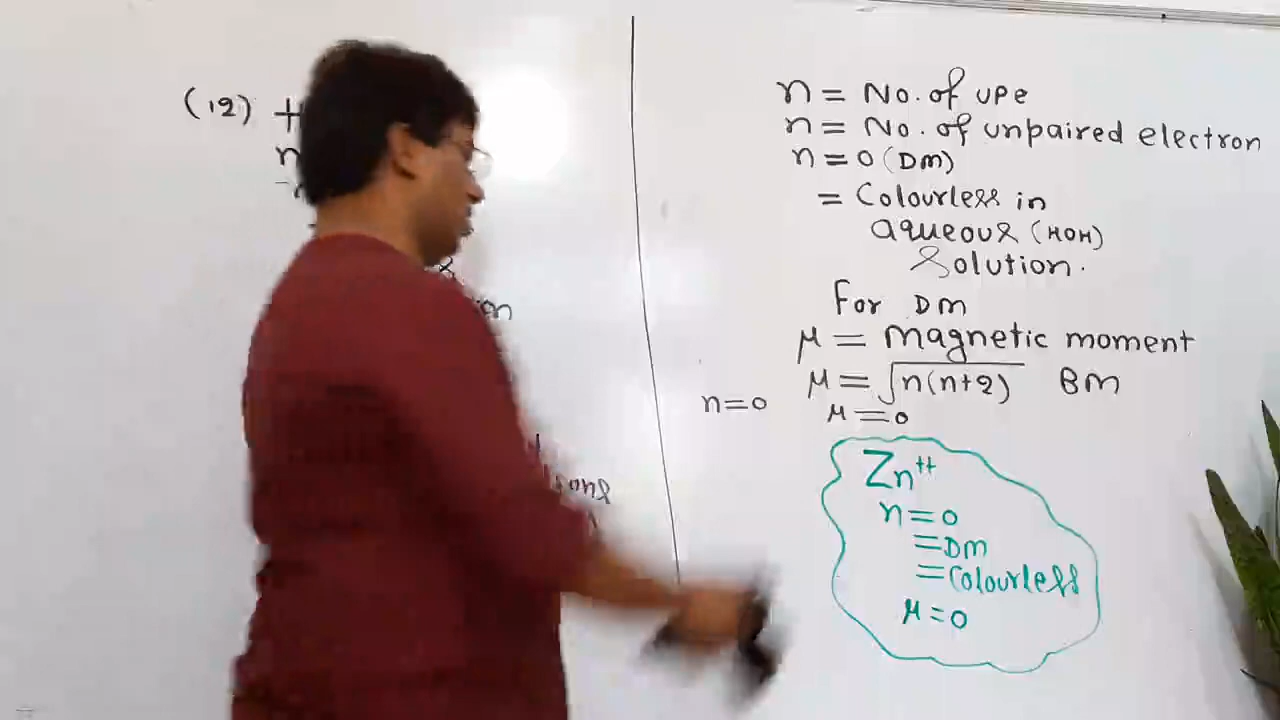 (12) +
n
n = No. of upe
n = No. of unpaired electron
n = 0 (Dm)
= Colourless in
aqueous (HOH)
Solution.
For Dm
μ = magnetic moment
μ = √n(n+2) Bm
n=0
μ = 0
Zn++
n = 0
= Dm
= Colourless
μ = 0